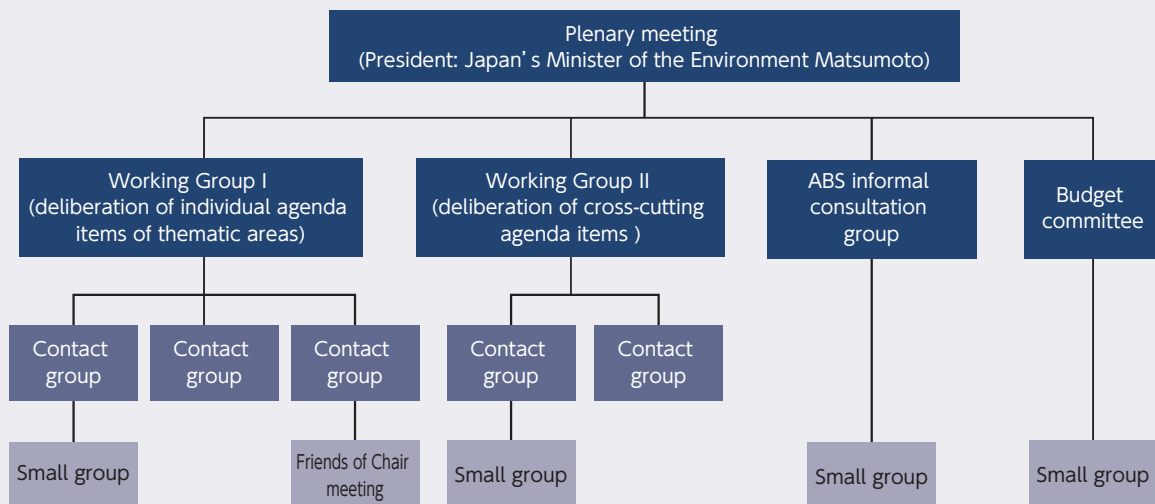 Plenary meeting
(President: Japan's Minister of the Environment Matsumoto)
Working Group I
(deliberation of individual agenda
items of thematic areas)
Working Group II
(deliberation of cross-cutting
agenda items )
ABS informal
consultation
group
Budget
committee
Contact
group
Contact
group
Contact
group
Contact
group
Contact
group
Small group
Friends of Chair
meeting
Small group
Small group
Small group